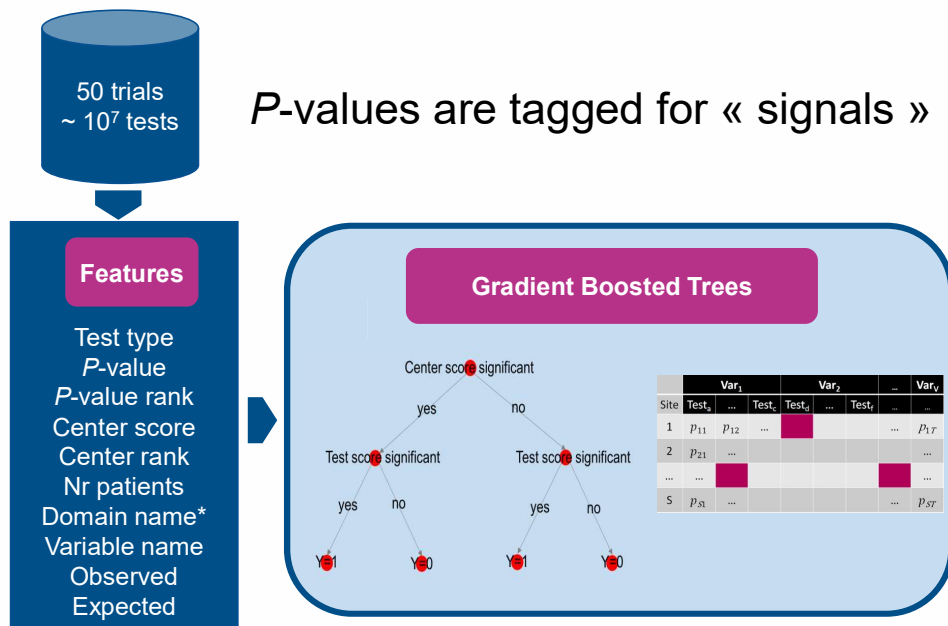 50 trials
~ 10⁷ tests
P-values are tagged for « signals »
Features
Test type
P-value
P-value rank
Center score
Center rank
Nr patients
Domain name*
Variable name
Observed
Expected
Gradient Boosted Trees
Center score significant
yes no
Test score significant Test score significant
yes no yes no
Y=1 Y=0 Y=1 Y=0
Var₁ Var₂ ... Varᵥ
Site Testₐ ... Test_c Test_d ... Test_f ... ...
1 p₁₁ p₁₂ ... ... p₁T
2 p₂₁ ... ...
... ... ... ...
S p_S1 ... ... p_ST